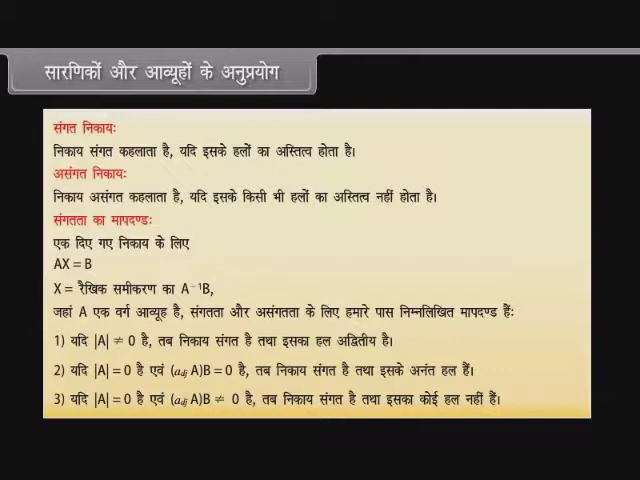 सारणिकों और आव्यूहों के अनुप्रयोग
संगत निकायः
निकाय संगत कहलाता है, यदि इसके हलों का अस्तित्व होता है।
असंगत निकायः
निकाय असंगत कहलाता है, यदि इसके किसी भी हलों का अस्तित्व नहीं होता है।
संगतता का मापदण्डः
एक दिए गए निकाय के लिए
AX = B
X = रैखिक समीकरण का A⁻¹B,
जहां A एक वर्ग आव्यूह है, संगतता और असंगतता के लिए हमारे पास निम्नलिखित मापदण्ड हैंः
1) यदि |A| ≠ 0 है, तब निकाय संगत है तथा इसका हल अद्वितीय है।
2) यदि |A| = 0 है एवं (adj A)B = 0 है, तब निकाय संगत है तथा इसके अनंत हल हैं।
3) यदि |A| = 0 है एवं (adj A)B ≠ 0 है, तब निकाय संगत है तथा इसका कोई हल नहीं हैं।